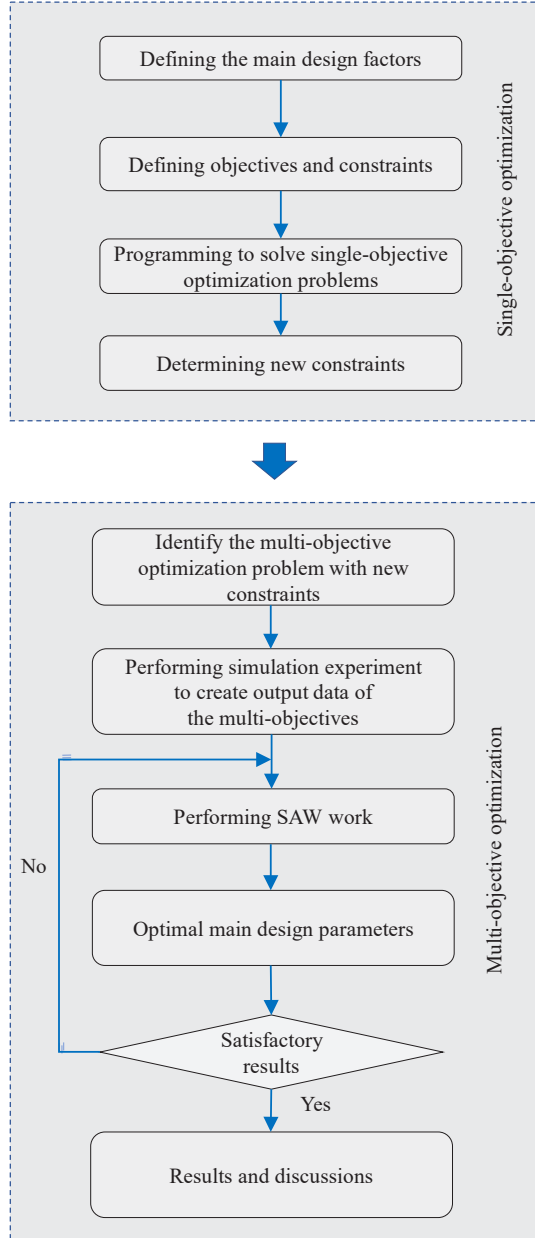 Defining the main design factors
Defining objectives and constraints
Programming to solve single-objective
optimization problems
Determining new constraints
Single-objective optimization
Identify the multi-objective
optimization problem with new
constraints
Performing simulation experiment
to create output data of
the multi-objectives
Performing SAW work
No
Optimal main design parameters
Satisfactory
results
Yes
Results and discussions
Multi-objective optimization